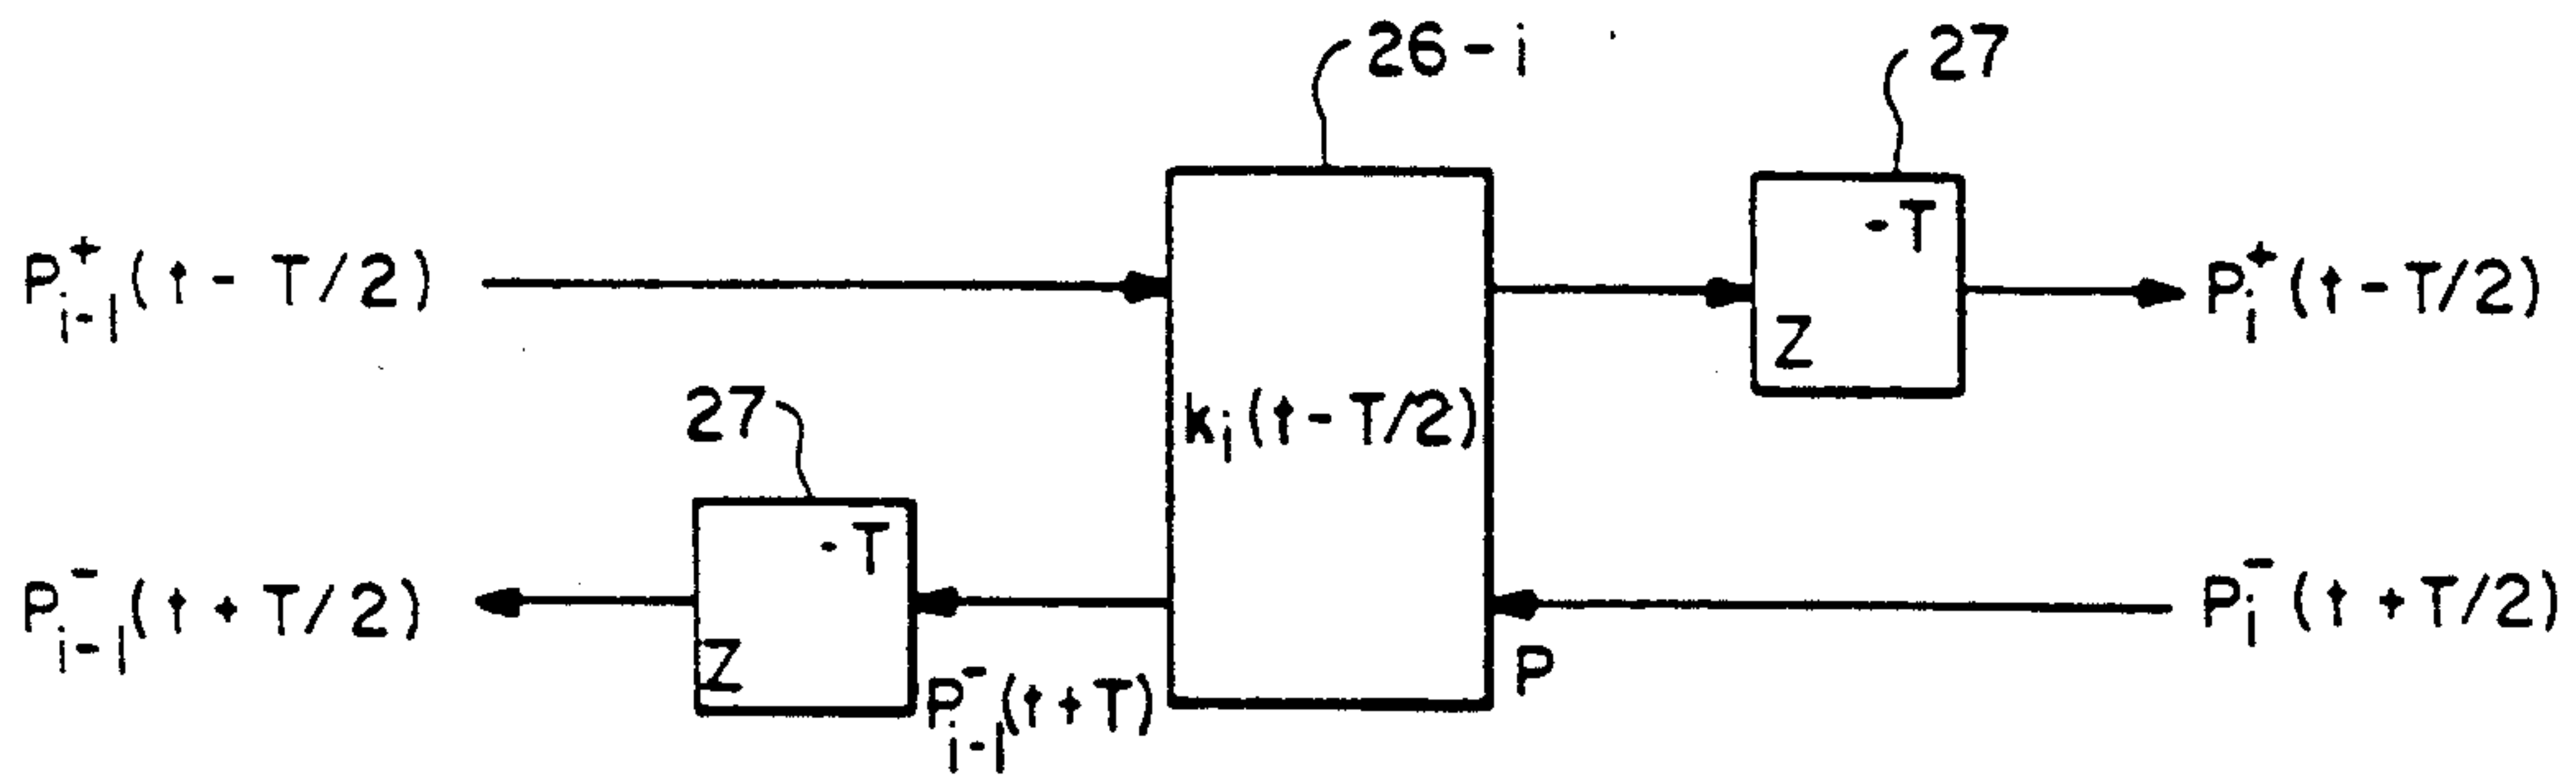 26-i
27
P⁺ᵢ₋₁(t - T/2)
-T
Z
P⁺ᵢ(t - T/2)
kᵢ(t - T/2)
27
-T
Z
P⁻ᵢ₋₁(t + T/2)
P⁻ᵢ₋₁(t + T)
P
P⁻ᵢ(t + T/2)